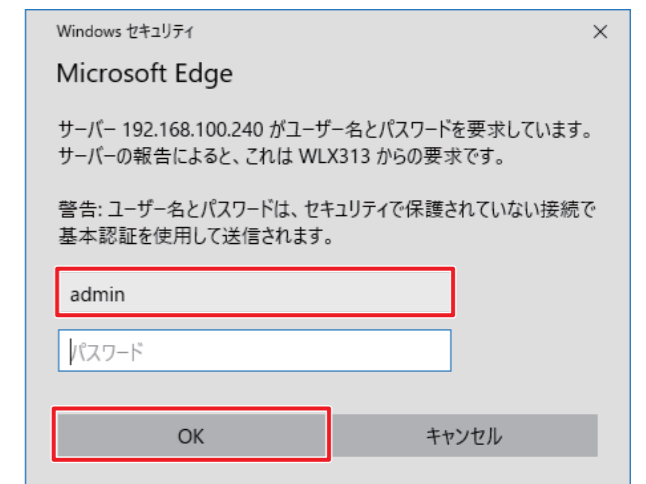 Windows セキュリティ
Microsoft Edge
サーバー 192.168.100.240 がユーザー名とパスワードを要求しています。
サーバーの報告によると、これは WLX313 からの要求です。
警告: ユーザー名とパスワードは、セキュリティで保護されていない接続で
基本認証を使用して送信されます。
admin
パスワード
OK
キャンセル